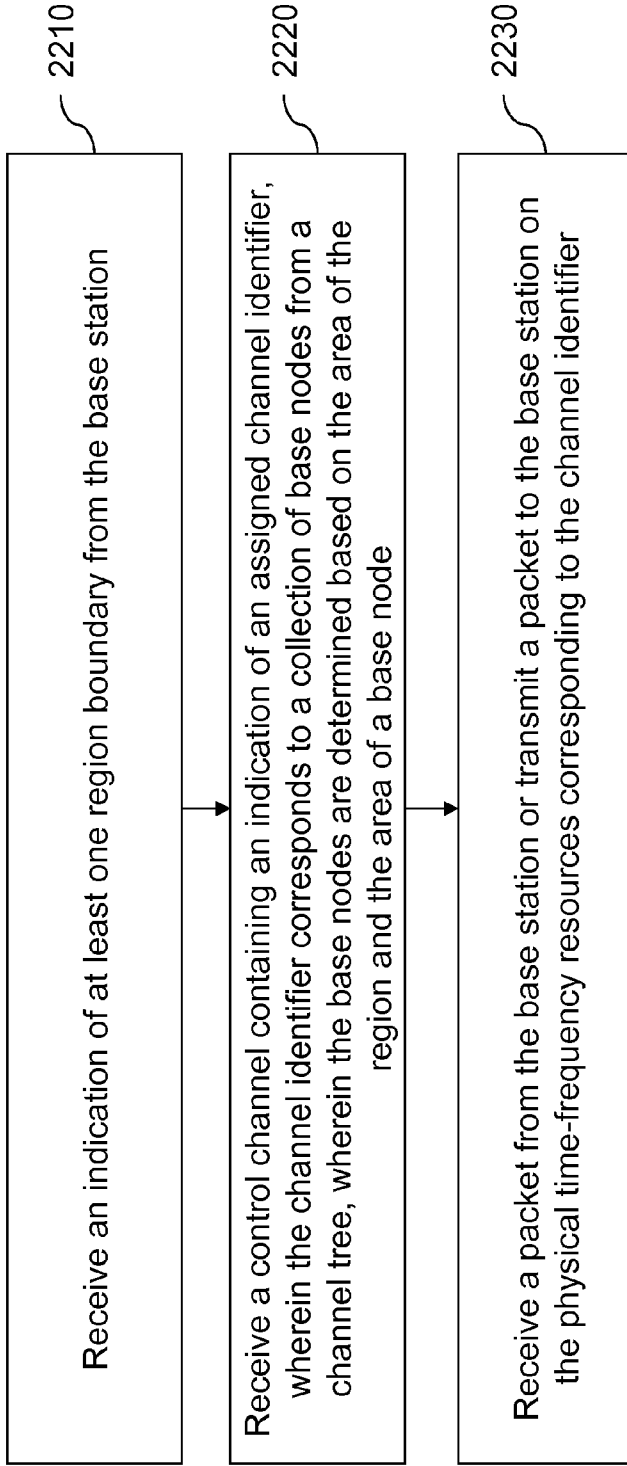 Receive an indication of at least one region boundary from the base station
2210
Receive a control channel containing an indication of an assigned channel identifier,
wherein the channel identifier corresponds to a collection of base nodes from a
channel tree, wherein the base nodes are determined based on the area of the
region and the area of a base node
2220
Receive a packet from the base station or transmit a packet to the base station on
the physical time-frequency resources corresponding to the channel identifier
2230